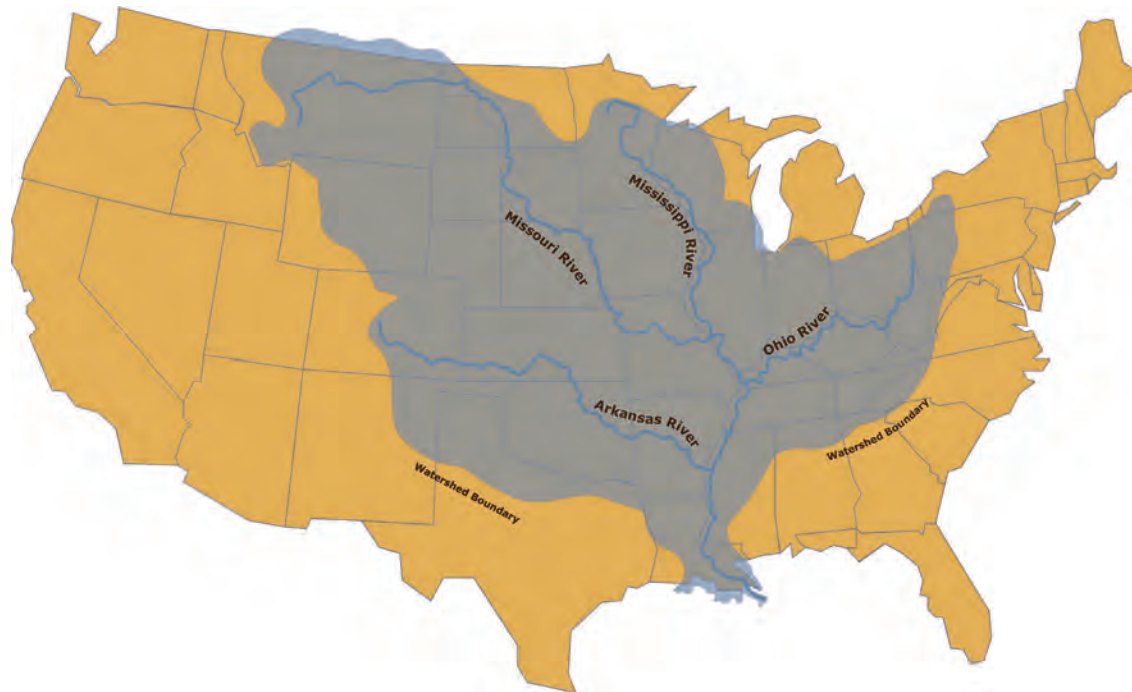 Mississippi River
Missouri River
Ohio River
Arkansas River
Watershed Boundary
Watershed Boundary